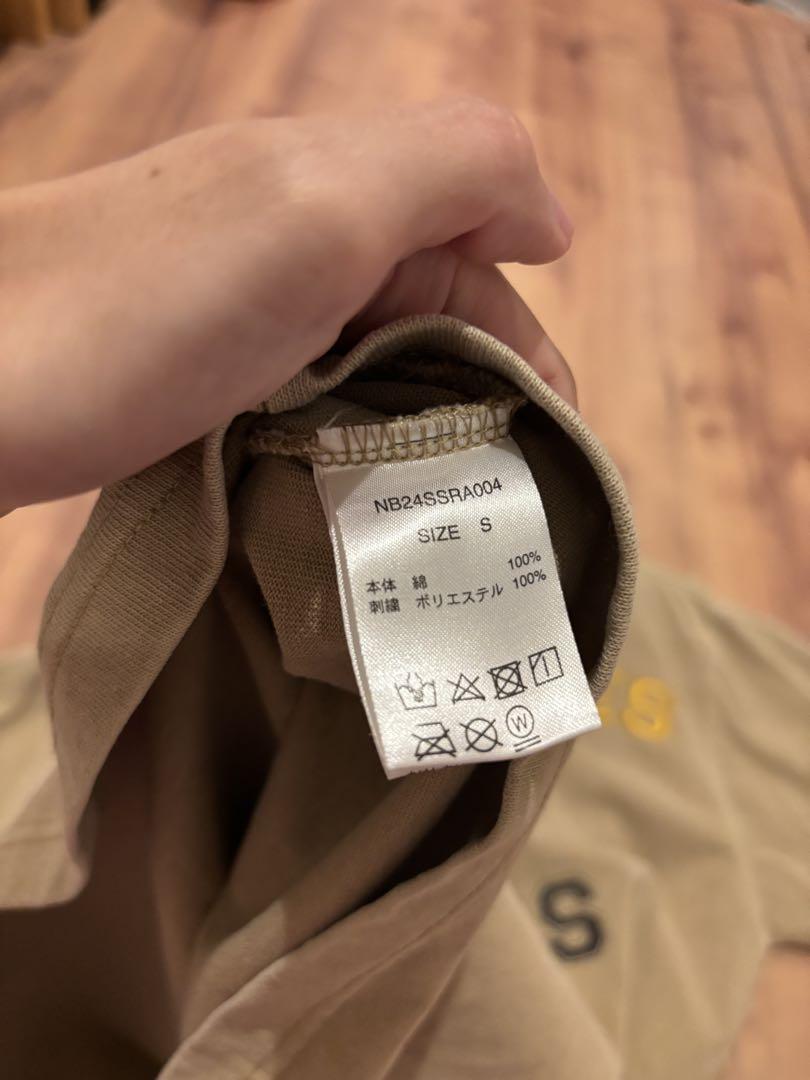 NB24SSRA004
SIZE S
本体 綿 100%
刺繍 ポリエステル 100%
W
S
S